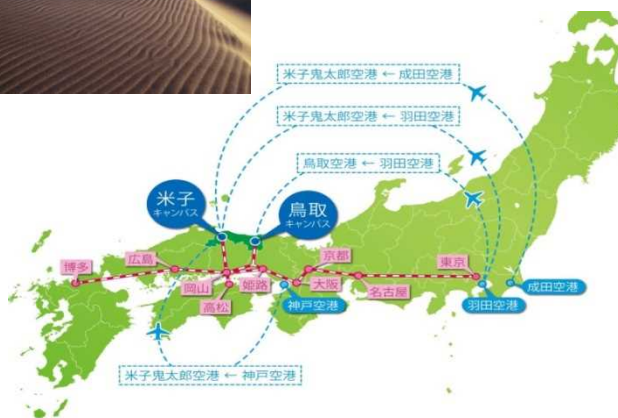 米子鬼太郎空港 ← 成田空港
米子鬼太郎空港 ← 羽田空港
鳥取空港 ← 羽田空港
米子
キャンパス
鳥取
キャンパス
博多
広島
岡山
高松
姫路
京都
大阪
名古屋
東京
神戸空港
羽田空港
成田空港
米子鬼太郎空港 ← 神戸空港